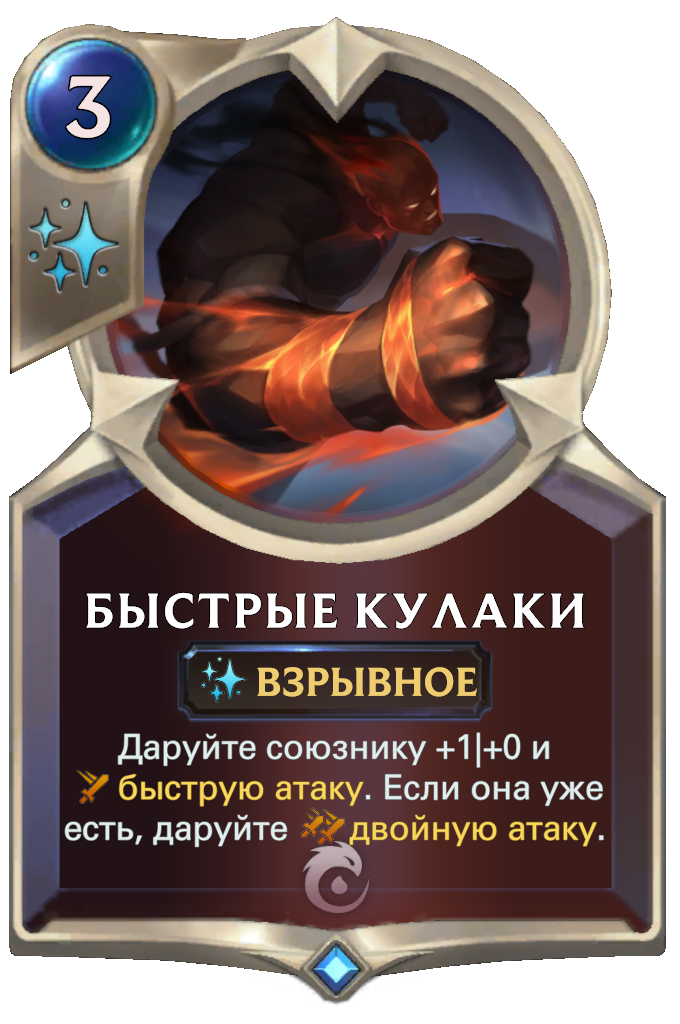 3
БЫСТРЫЕ КУЛАКИ
ВЗРЫВНОЕ
Даруйте союзнику +1|+0 и
быструю атаку. Если она уже
есть, даруйте двойную атаку.